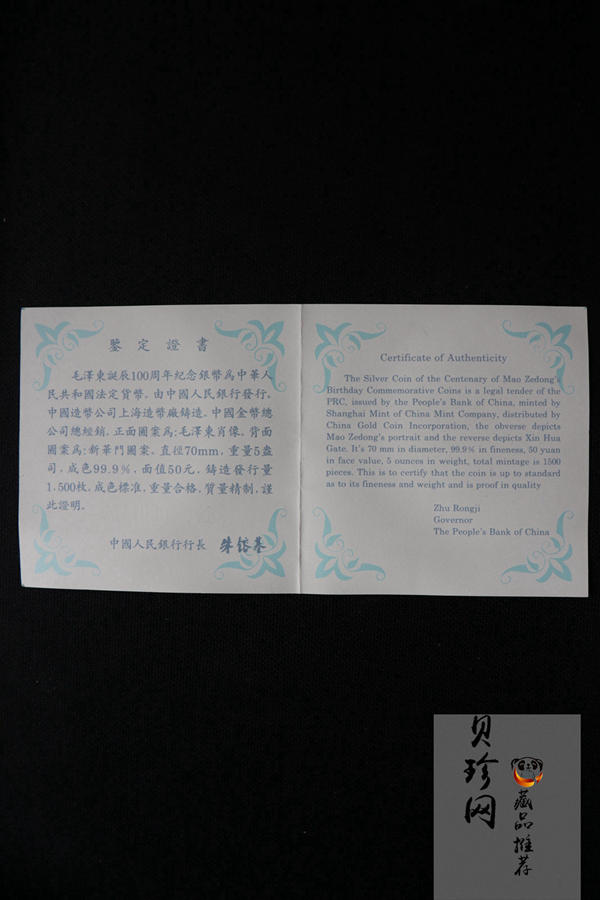 鑒定證書
毛澤東誕辰100周年紀念銀幣為中華人
民共和國法定貨幣。由中國人民銀行發行。
中國造幣公司上海造幣廠鑄造。中國金幣總
公司總經銷。正面圖案為:毛澤東肖像。背面
圖案為:新華門圖案。直徑70mm,重量5盎
司,成色99.9%,面值50元。鑄造發行量
1,500枚。成色標准,重量合格,質量精制,謹
此證明。
中國人民銀行行長 朱鎔基
Certificate of Authenticity
The Silver Coin of the Centenary of Mao Zedong's
Birthday Commemorative Coins is a legal tender of the
PRC, issued by the People's Bank of China, minted by
Shanghai Mint of China Mint Company, distributed by
China Gold Coin Incorporation, the obverse depicts
Mao Zedong's portrait and the reverse depicts Xin Hua
Gate. It's 70 mm in diameter, 99.9% in fineness, 50 yuan
in face value, 5 ounces in weight, total mintage is 1500
pieces. This is to certify that the coin is up to standard
as to its fineness and weight and is proof in quality
Zhu Rongji
Governor
The People's Bank of China
贝珍网
藏品推荐